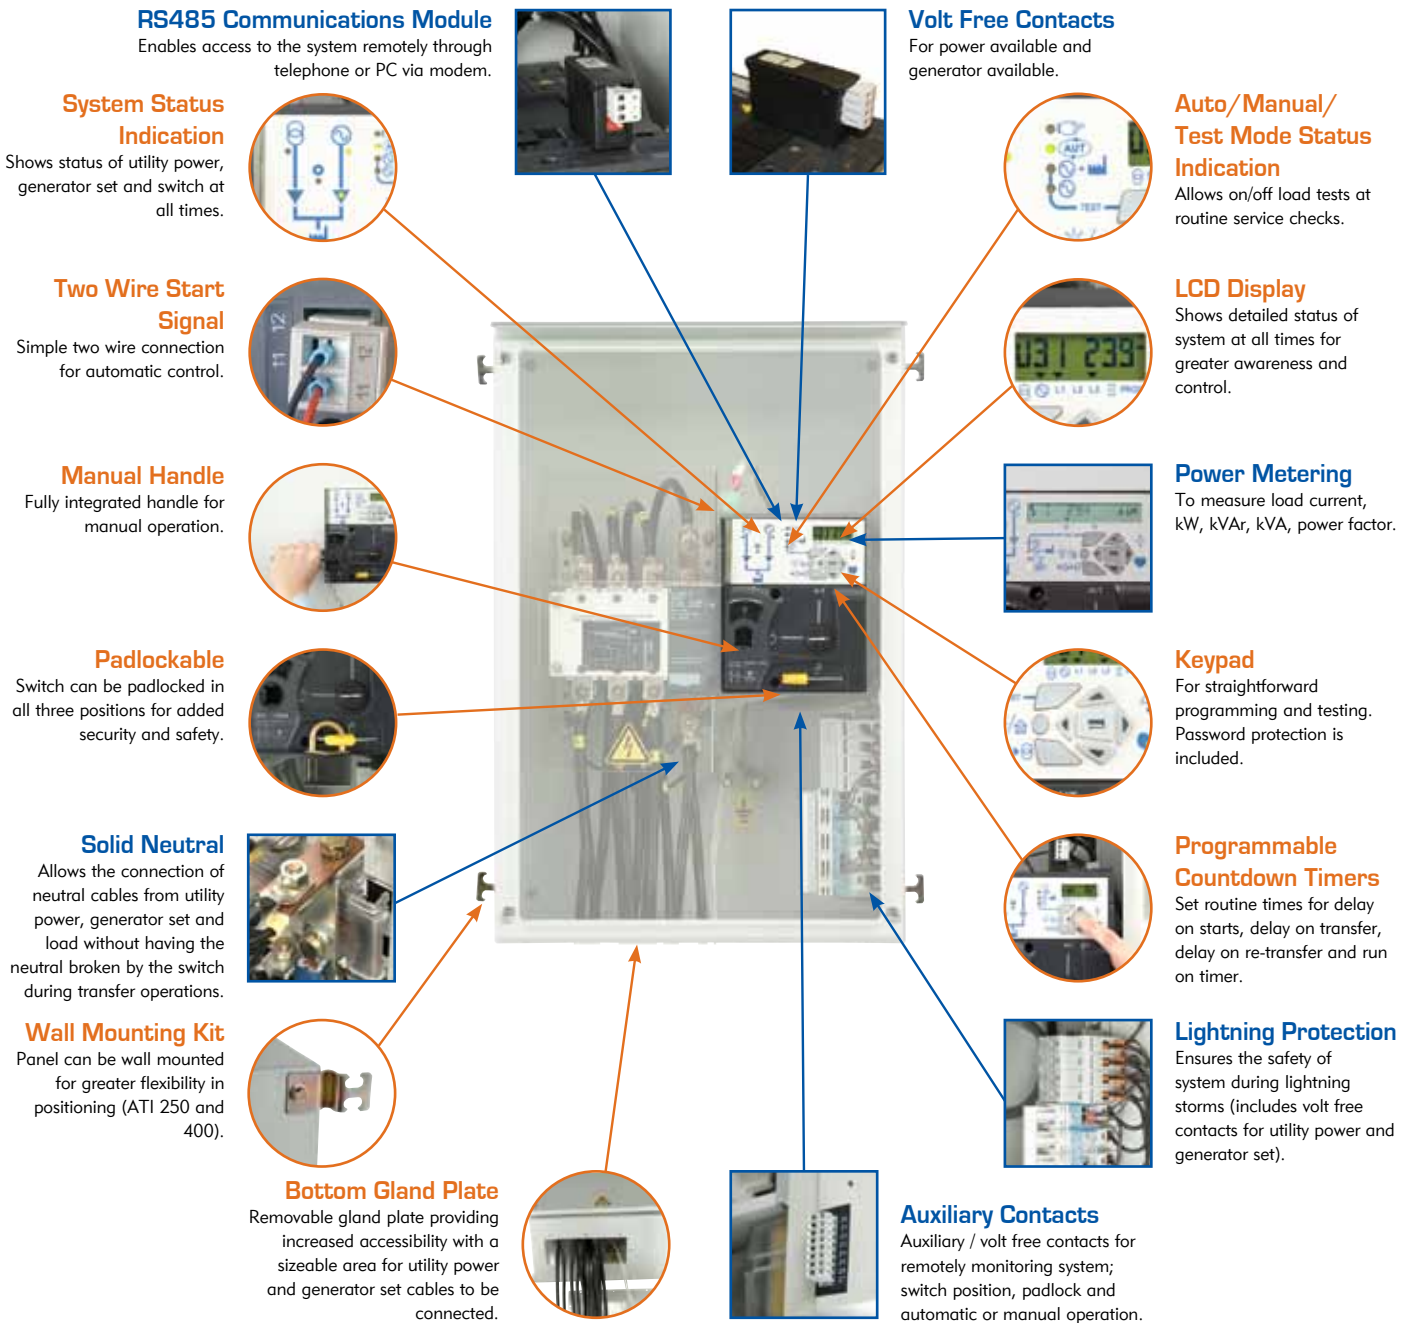 RS485 Communications Module
Enables access to the system remotely through
telephone or PC via modem.
Volt Free Contacts
For power available and
generator available.
System Status
Indication
Shows status of utility power,
generator set and switch at
all times.
Auto/Manual/
Test Mode Status
Indication
Allows on/off load tests at
routine service checks.
AUT
TEST
Two Wire Start
Signal
Simple two wire connection
for automatic control.
12
11
12
11
LCD Display
Shows detailed status of
system at all times for
greater awareness and
control.
L1 L2 L3
Manual Handle
Fully integrated handle for
manual operation.
Power Metering
To measure load current,
kW, kVAr, kVA, power factor.
Padlockable
Switch can be padlocked in
all three positions for added
security and safety.
Keypad
For straightforward
programming and testing.
Password protection is
included.
Solid Neutral
Allows the connection of
neutral cables from utility
power, generator set and
load without having the
neutral broken by the switch
during transfer operations.
Programmable
Countdown Timers
Set routine times for delay
on starts, delay on transfer,
delay on re-transfer and run
on timer.
Wall Mounting Kit
Panel can be wall mounted
for greater flexibility in
positioning (ATI 250 and
400).
Lightning Protection
Ensures the safety of
system during lightning
storms (includes volt free
contacts for utility power and
generator set).
Bottom Gland Plate
Removable gland plate providing
increased accessibility with a
sizeable area for utility power
and generator set cables to be
connected.
Auxiliary Contacts
Auxiliary / volt free contacts for
remotely monitoring system;
switch position, padlock and
automatic or manual operation.